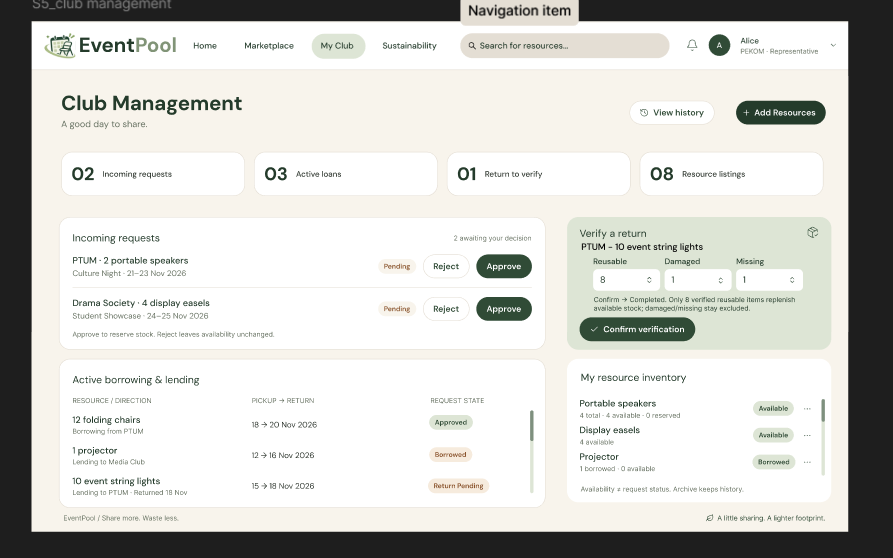 S5_club management
Navigation item
EventPool
Home
Marketplace
My Club
Sustainability
Search for resources...
A
Alice
PEKOM · Representative
Club Management
A good day to share.
View history
+ Add Resources
02 Incoming requests
03 Active loans
01 Return to verify
08 Resource listings
Incoming requests
2 awaiting your decision
PTUM · 2 portable speakers
Culture Night · 21–23 Nov 2026
Pending
Reject
Approve
Drama Society · 4 display easels
Student Showcase · 24–25 Nov 2026
Pending
Reject
Approve
Approve to reserve stock. Reject leaves availability unchanged.
Verify a return
PTUM - 10 event string lights
Reusable
Damaged
Missing
8
1
1
Confirm → Completed. Only 8 verified reusable items replenish
available stock; damaged/missing stay excluded.
Confirm verification
Active borrowing & lending
RESOURCE / DIRECTION
PICKUP → RETURN
REQUEST STATE
12 folding chairs
Borrowing from PTUM
18 → 20 Nov 2026
Approved
1 projector
Lending to Media Club
12 → 16 Nov 2026
Borrowed
10 event string lights
Lending to PTUM · Returned 18 Nov
15 → 18 Nov 2026
Return Pending
My resource inventory
Portable speakers
4 total · 4 available · 0 reserved
Available
...
Display easels
4 available
Available
...
Projector
1 borrowed · 0 available
Borrowed
...
Availability ≠ request status. Archive keeps history.
EventPool / Share more. Waste less.
A little sharing. A lighter footprint.